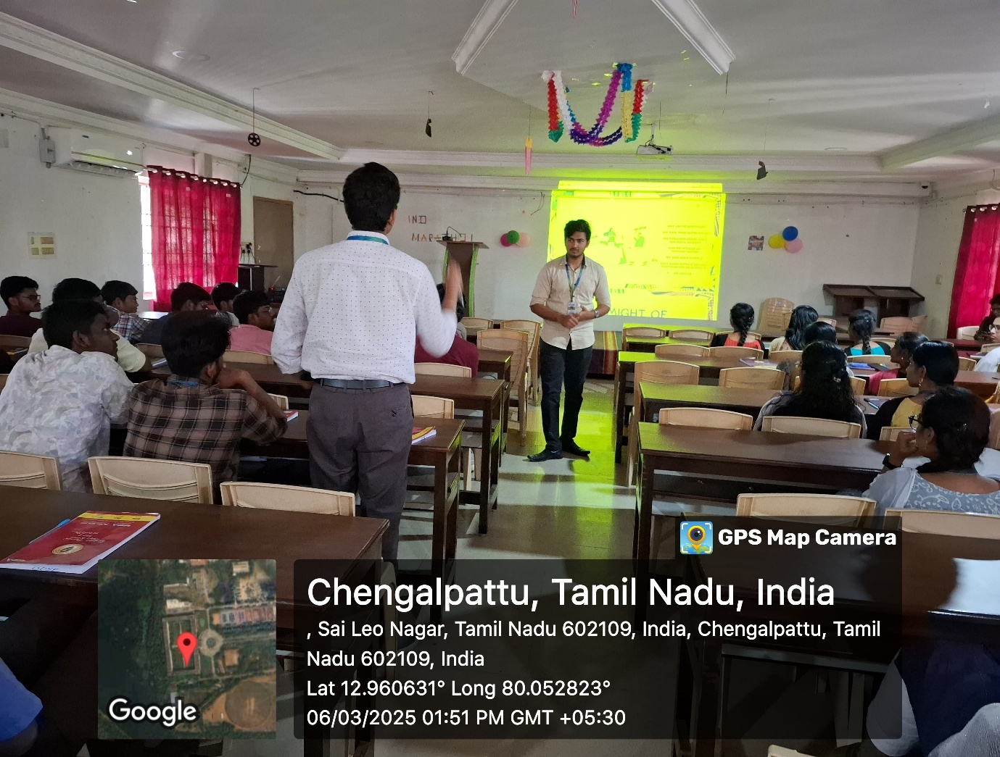 IND
MIGHT OF
GPS Map Camera
Chengalpattu, Tamil Nadu, India
, Sai Leo Nagar, Tamil Nadu 602109, India, Chengalpattu, Tamil
Nadu 602109, India
Lat 12.960631° Long 80.052823°
06/03/2025 01:51 PM GMT +05:30
Google